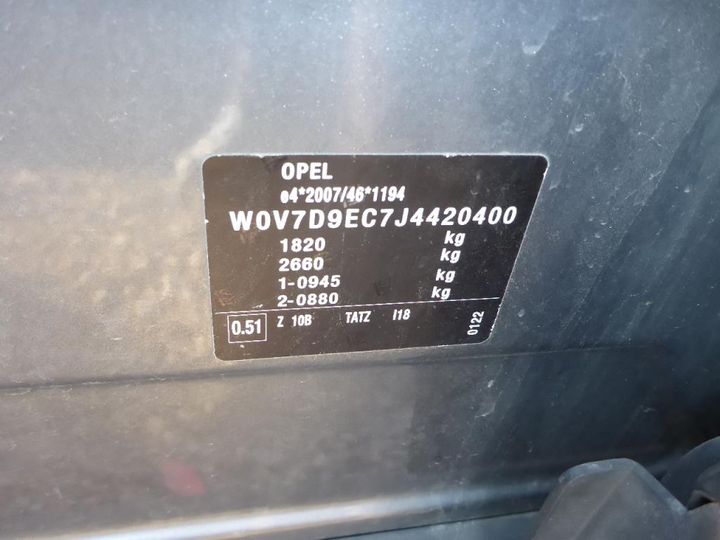 OPEL
e4*2007/46*1194
W0V7D9EC7J4420400
1820 kg
2660 kg
1-0945 kg
2-0880 kg
0.51 Z 10B TATZ I18 0122